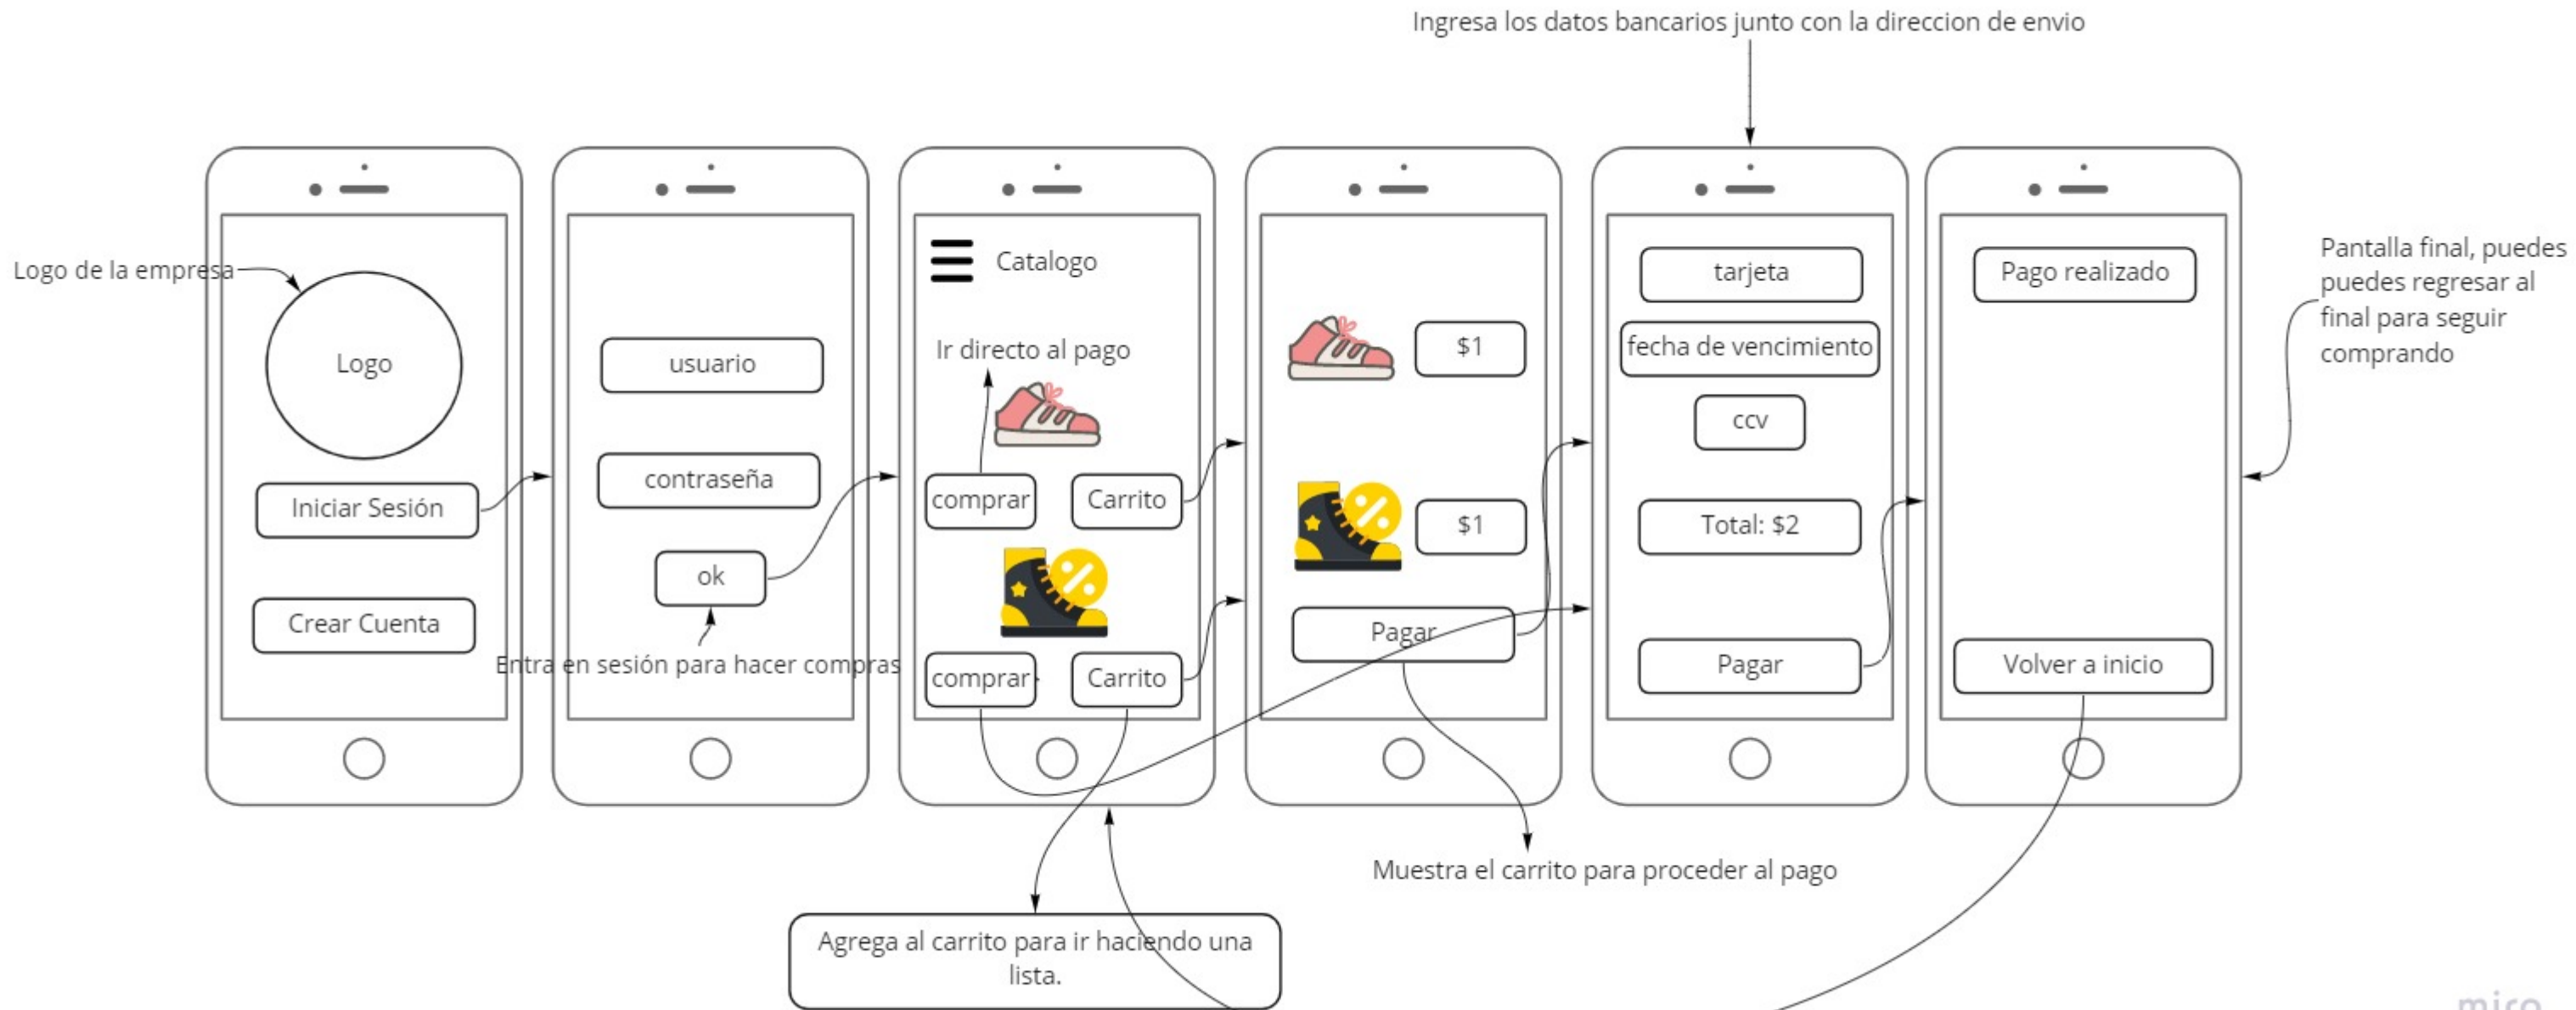 Ingresa los datos bancarios junto con la direccion de envio
Logo de la empresa
Logo
Iniciar Sesión
Crear Cuenta
usuario
contraseña
ok
Entra en sesión para hacer compras
Catalogo
Ir directo al pago
comprar
Carrito
comprar
Carrito
Agrega al carrito para ir haciendo una
lista.
$1
$1
Pagar
Muestra el carrito para proceder al pago
tarjeta
fecha de vencimiento
ccv
Total: $2
Pagar
Pago realizado
Volver a inicio
Pantalla final, puedes
puedes regresar al
final para seguir
comprando
miro